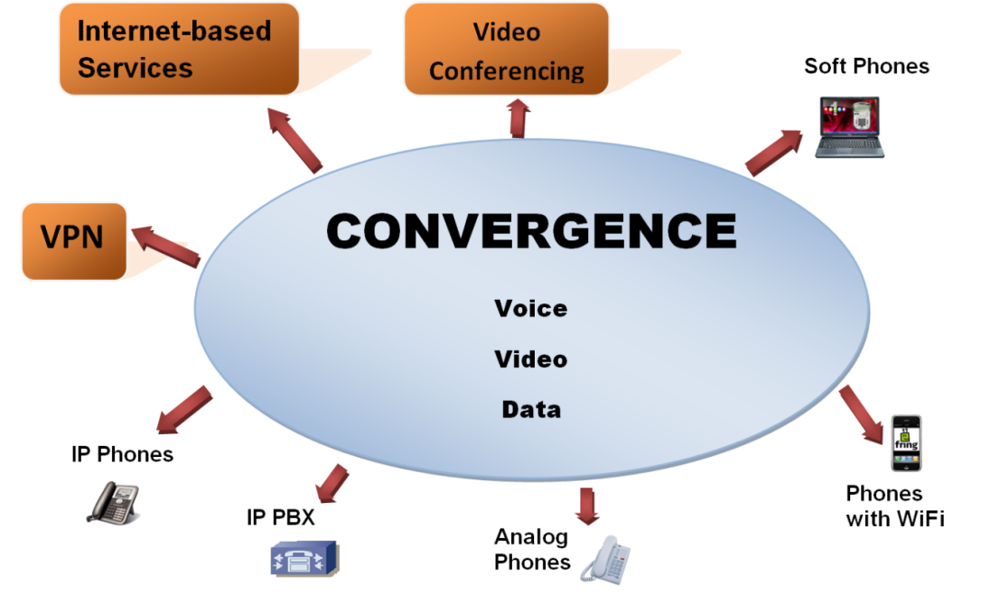 Internet-based
Services
Video
Conferencing
Soft Phones
VPN
CONVERGENCE
Voice
Video
Data
IP Phones
IP PBX
Analog
Phones
fring
Phones
with WiFi